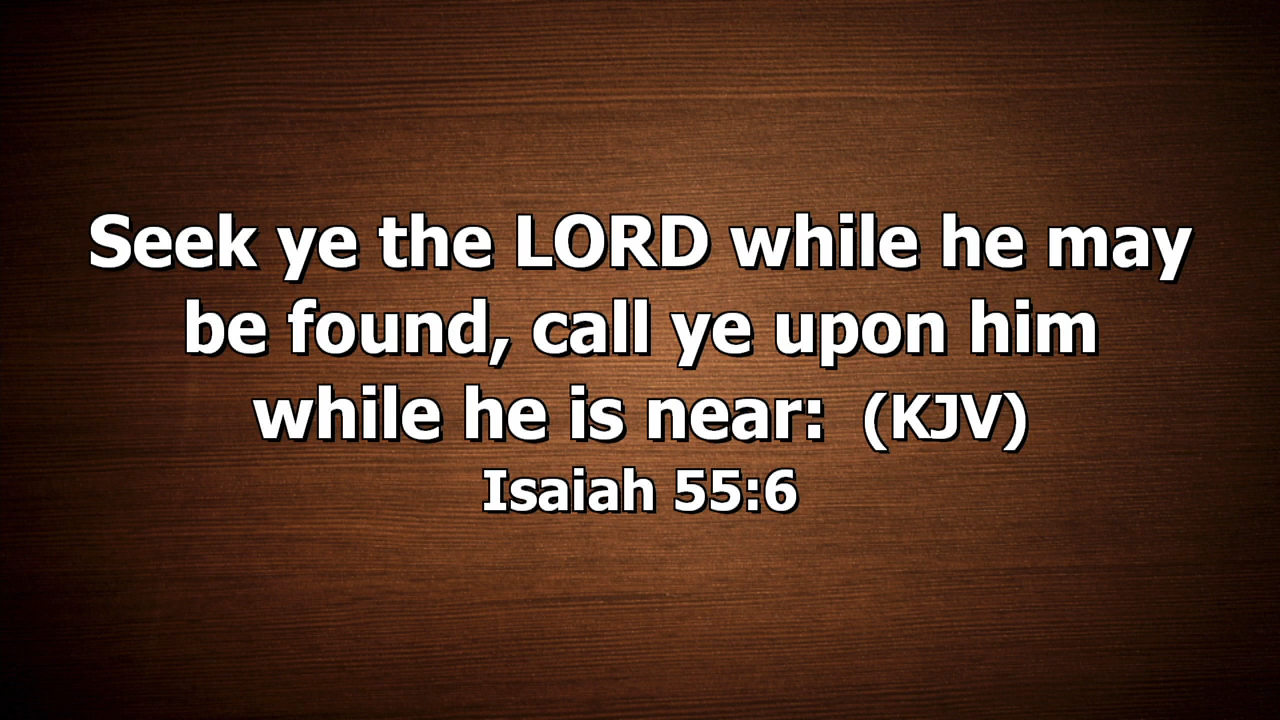 Seek ye the LORD while he may
be found, call ye upon him
while he is near: (KJV)
Isaiah 55:6